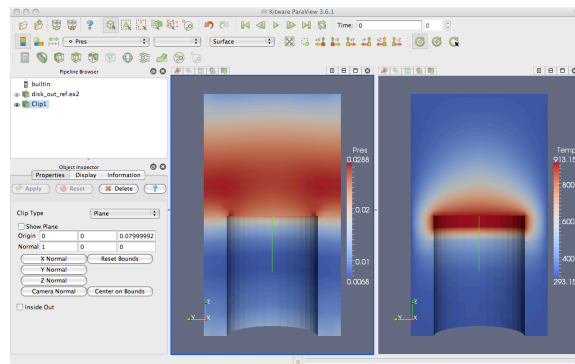 Kitware ParaView 3.6.1
Time: 0
0
Pres
Surface
Pipeline Browser
builtin:
disk_out_ref.ex2
Clip1
Object Inspector
Properties Display Information
Apply Reset Delete ?
Clip Type Plane
Show Plane
Origin 0 0 0.07999992
Normal 1 0 0
X Normal Reset Bounds
Y Normal
Z Normal
Camera Normal Center on Bounds
Inside Out
Pres
0.0288
0.02
0.01
0.0068
Z
Y X
Temp
913.15
800
600
400
293.15
Z
Y X